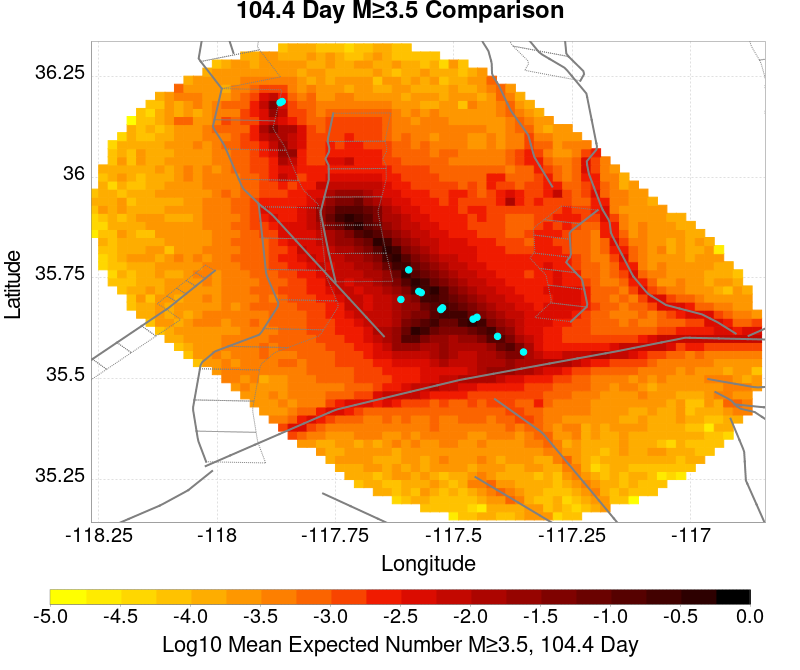 104.4 Day M≥3.5 Comparison
36.25
36
35.75
35.5
35.25
Latitude
-118.25 -118 -117.75 -117.5 -117.25 -117
Longitude
-5.0 -4.5 -4.0 -3.5 -3.0 -2.5 -2.0 -1.5 -1.0 -0.5 0.0
Log10 Mean Expected Number M≥3.5, 104.4 Day